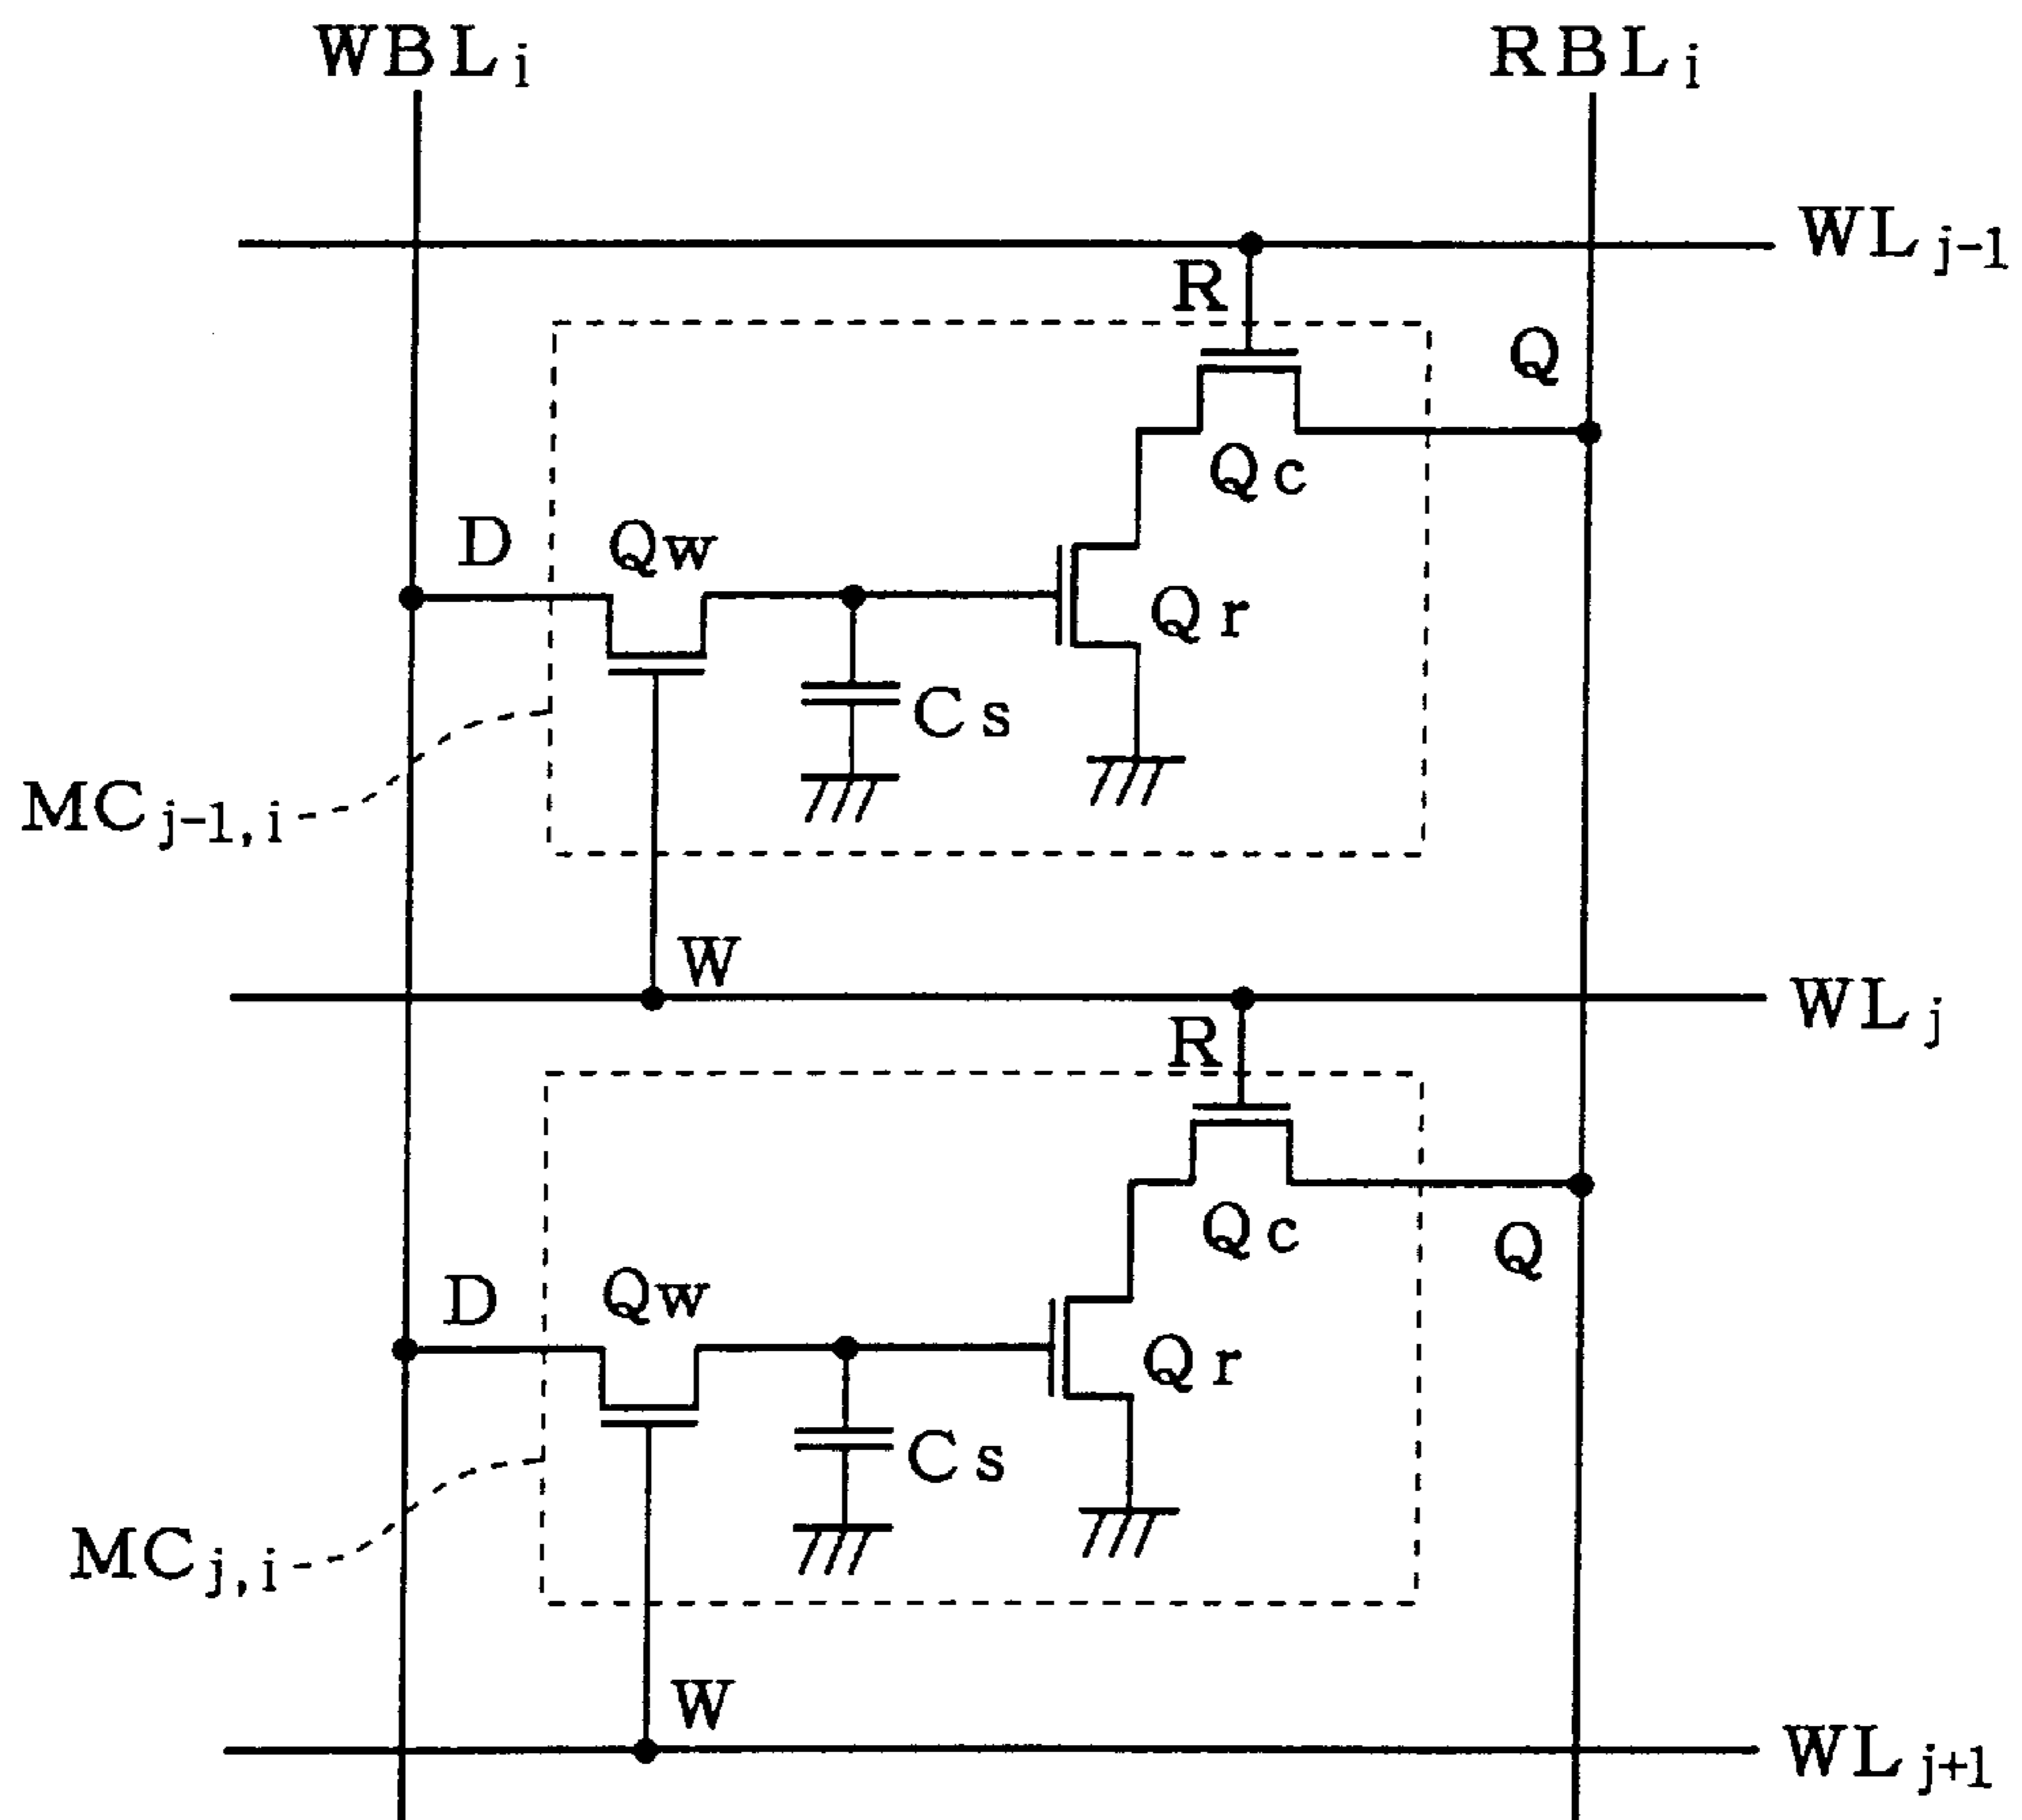 WBLi RBLi
WLj-1
R
Q
Qc
D Qw
Qr
Cs
MCj-1,i
W
WLj
R
Qc
Q
D Qw
Qr
Cs
MCj,i
W
WLj+1